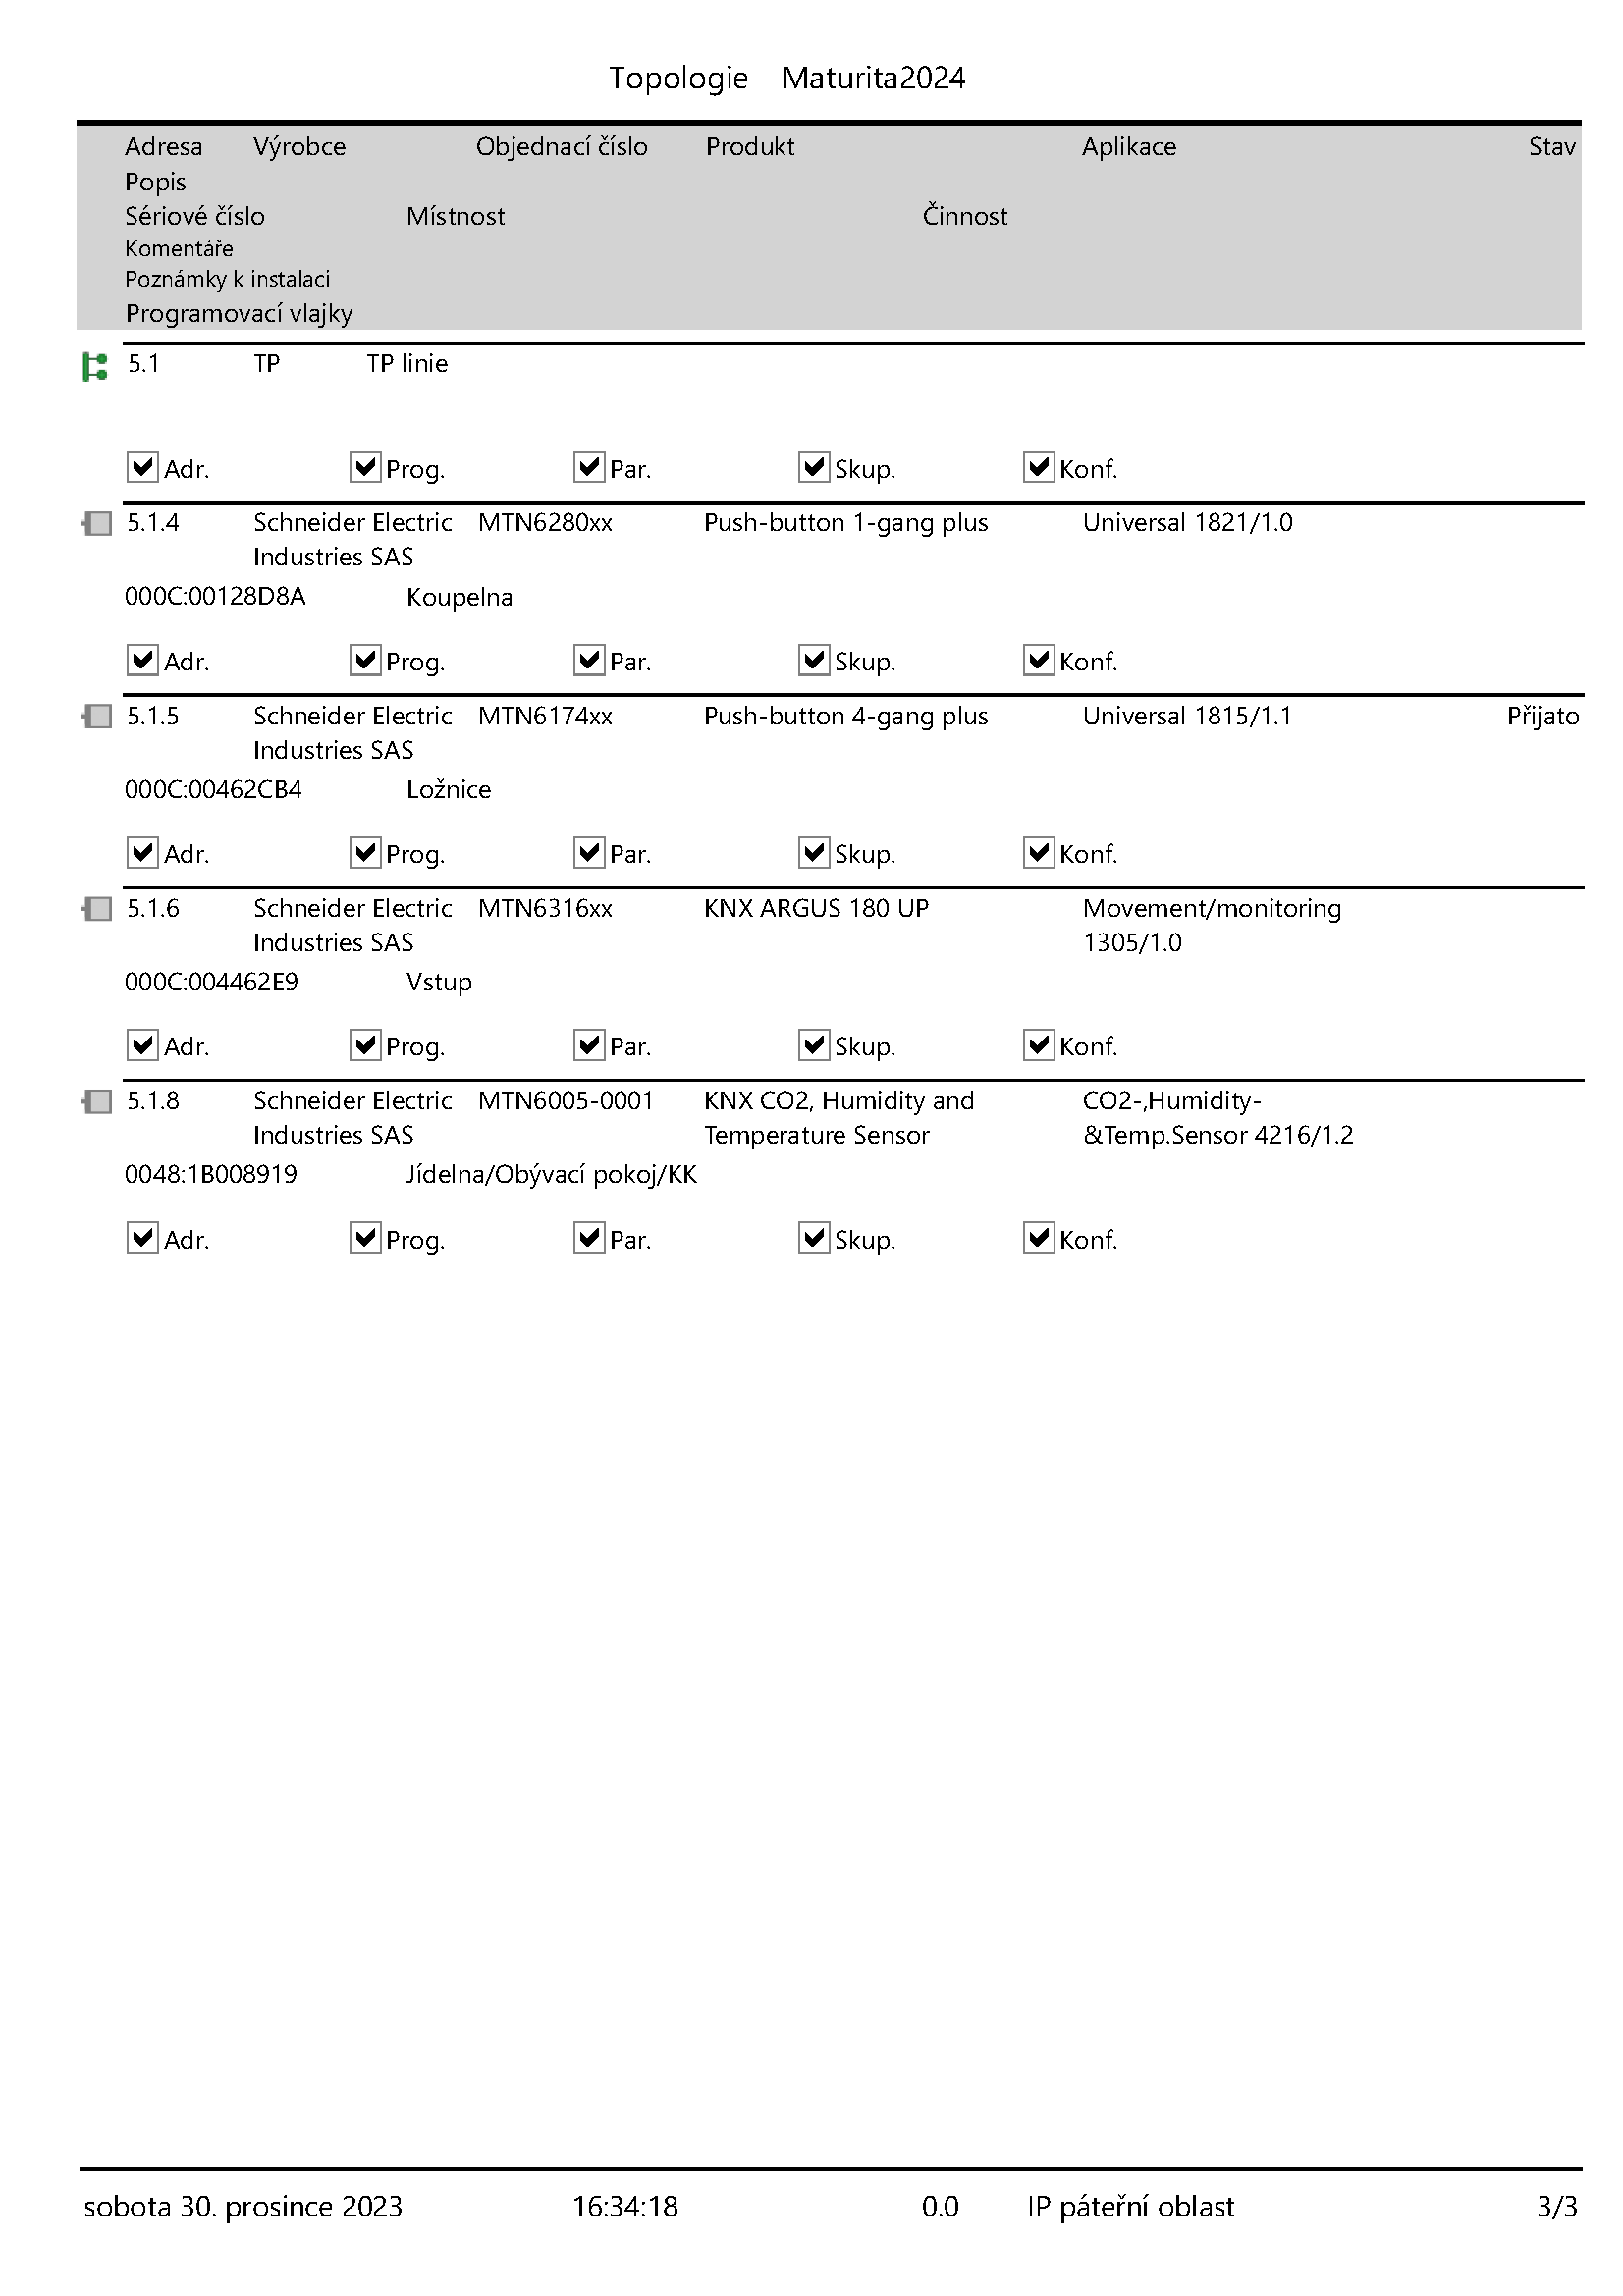 Topologie Maturita2024
Adresa Výrobce Objednací číslo Produkt Aplikace Stav
Popis
Sériové číslo Místnost Činnost
Komentáře
Poznámky k instalaci
Programovací vlajky
5.1 TP TP linie
Adr. Prog. Par. Skup. Konf.
5.1.4 Schneider Electric MTN6280xx Push-button 1-gang plus Universal 1821/1.0
Industries SAS
000C:00128D8A Koupelna
Adr. Prog. Par. Skup. Konf.
5.1.5 Schneider Electric MTN6174xx Push-button 4-gang plus Universal 1815/1.1 Přijato
Industries SAS
000C:00462CB4 Ložnice
Adr. Prog. Par. Skup. Konf.
5.1.6 Schneider Electric MTN6316xx KNX ARGUS 180 UP Movement/monitoring
Industries SAS 1305/1.0
000C:004462E9 Vstup
Adr. Prog. Par. Skup. Konf.
5.1.8 Schneider Electric MTN6005-0001 KNX CO2, Humidity and CO2-,Humidity-
Industries SAS Temperature Sensor &Temp.Sensor 4216/1.2
0048:1B008919 Jídelna/Obývací pokoj/KK
Adr. Prog. Par. Skup. Konf.
sobota 30. prosince 2023 16:34:18 0.0 IP páteřní oblast 3/3